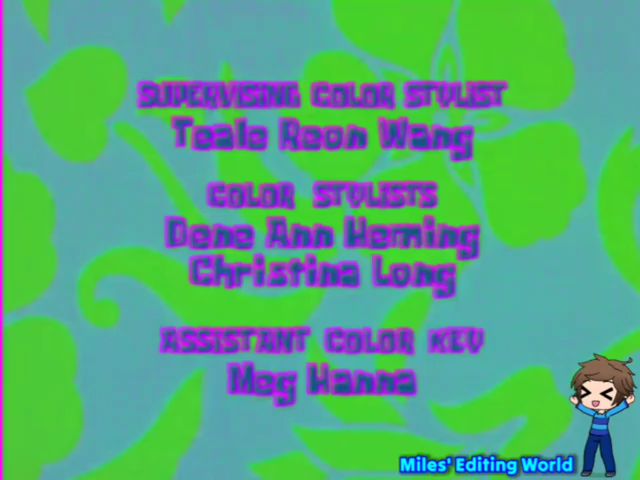 SUPERVISING COLOR STYLIST
Teale Reon Wang
COLOR STYLISTS
Dene Ann Heming
Christina Long
ASSISTANT COLOR KEY
Meg Hanna
Miles' Editing World